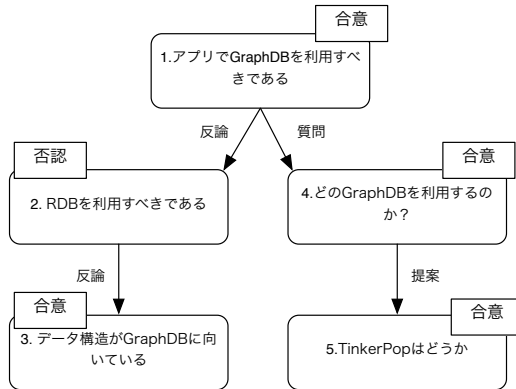 合意
1.アプリでGraphDBを利用すべ
きである
反論
質問
否認
2. RDBを利用すべきである
合意
4.どのGraphDBを利用するの
か？
反論
提案
合意
3. データ構造がGraphDBに向
いている
合意
5.TinkerPopはどうか